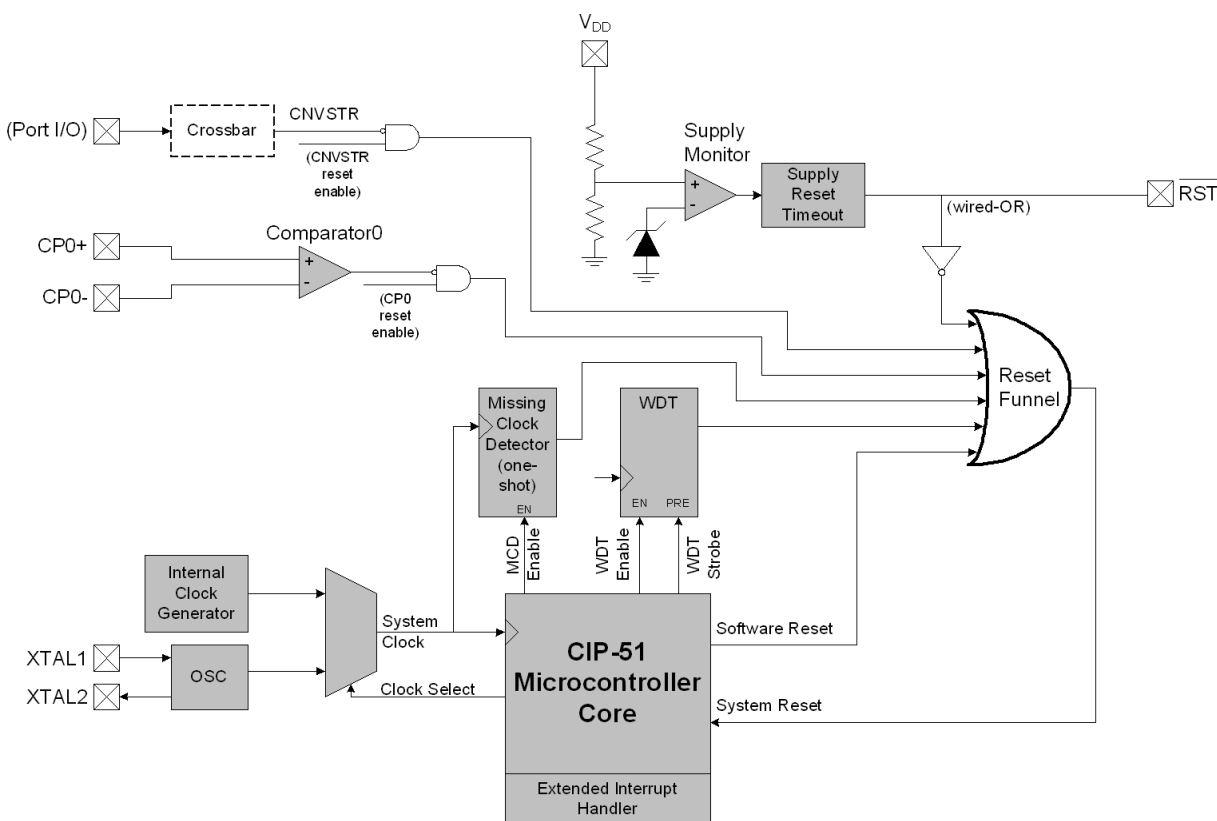 VDD
(Port I/O)
Crossbar
CNVSTR
(CNVSTR
reset
enable)
Supply
Monitor
+
-
Supply
Reset
Timeout
(wired-OR)
RST
CP0+
CP0-
Comparator0
+
-
(CP0
reset
enable)
Reset
Funnel
Missing
Clock
Detector
(one-
shot)
EN
WDT
EN
PRE
MCD
Enable
WDT
Enable
WDT
Strobe
Internal
Clock
Generator
System
Clock
XTAL1
XTAL2
OSC
Clock Select
CIP-51
Microcontroller
Core
Software Reset
System Reset
Extended Interrupt
Handler